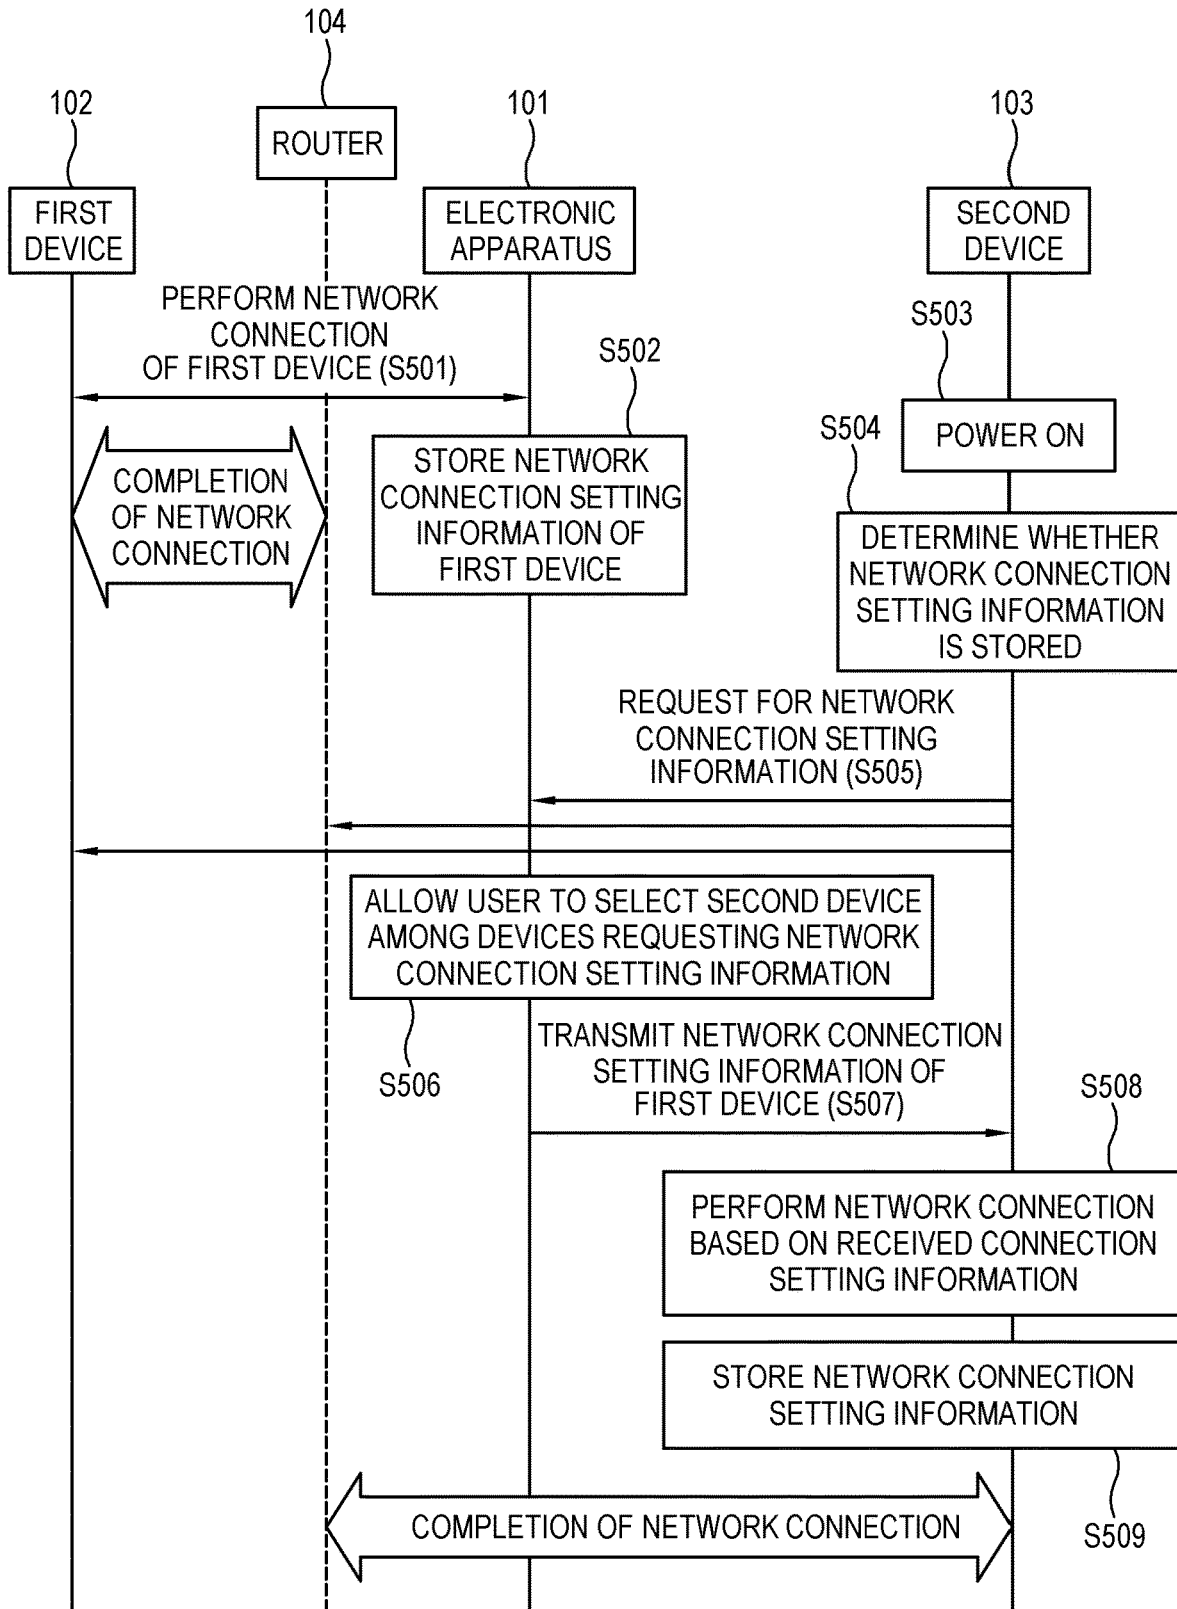 104
102
101
103
ROUTER
FIRST
DEVICE
ELECTRONIC
APPARATUS
SECOND
DEVICE
PERFORM NETWORK
CONNECTION
OF FIRST DEVICE (S501)
S502
S503
POWER ON
S504
COMPLETION
OF NETWORK
CONNECTION
STORE NETWORK
CONNECTION SETTING
INFORMATION OF
FIRST DEVICE
DETERMINE WHETHER
NETWORK CONNECTION
SETTING INFORMATION
IS STORED
REQUEST FOR NETWORK
CONNECTION SETTING
INFORMATION (S505)
ALLOW USER TO SELECT SECOND DEVICE
AMONG DEVICES REQUESTING NETWORK
CONNECTION SETTING INFORMATION
S506
TRANSMIT NETWORK CONNECTION
SETTING INFORMATION OF
FIRST DEVICE (S507)
S508
PERFORM NETWORK CONNECTION
BASED ON RECEIVED CONNECTION
SETTING INFORMATION
STORE NETWORK CONNECTION
SETTING INFORMATION
S509
COMPLETION OF NETWORK CONNECTION